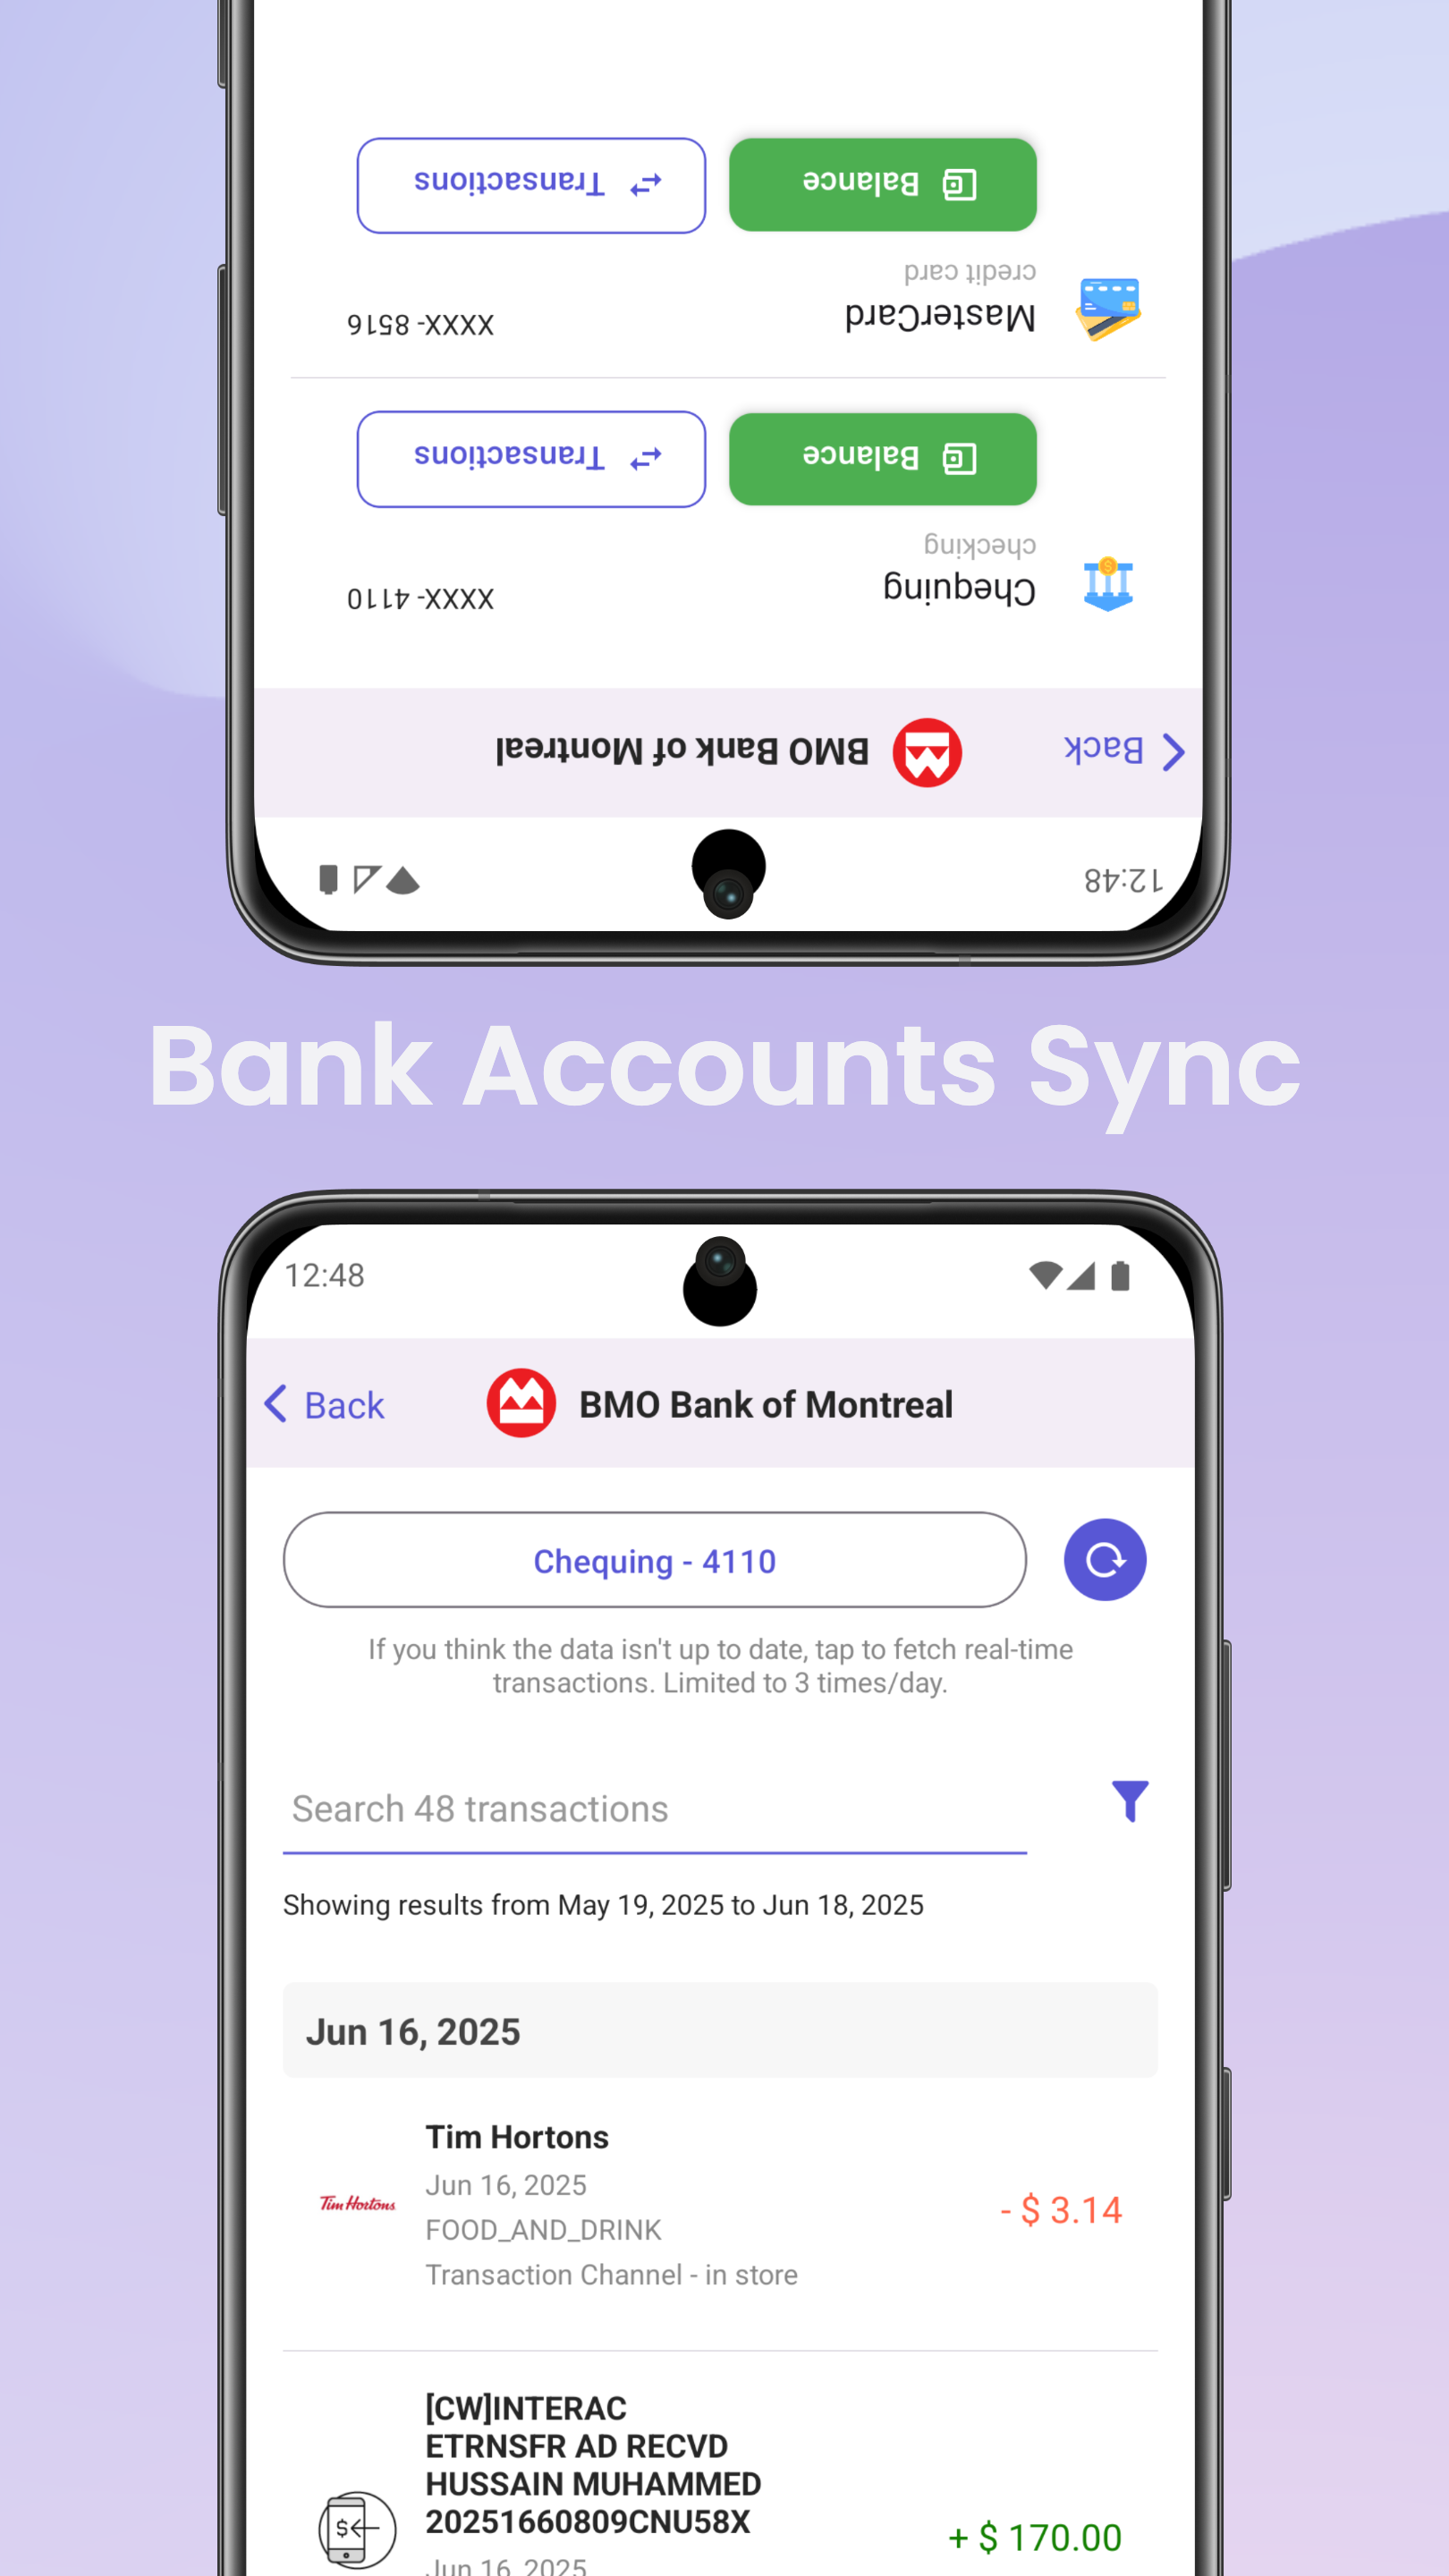 Transactions
Balance
credit card
MasterCard
XXXX- 8516
Transactions
Balance
checking
Chequing
XXXX- 4110
BMO Bank of Montreal
Back
12:48
Bank Accounts Sync
12:48
Back
BMO Bank of Montreal
Chequing - 4110
If you think the data isn't up to date, tap to fetch real-time
transactions. Limited to 3 times/day.
Search 48 transactions
Showing results from May 19, 2025 to Jun 18, 2025
Jun 16, 2025
Tim Hortons
Jun 16, 2025
Tim Hortons
FOOD_AND_DRINK
- $ 3.14
Transaction Channel - in store
[CW]INTERAC
ETRNSFR AD RECVD
HUSSAIN MUHAMMED
20251660809CNU58X
+ $ 170.00
Jun 16, 2025